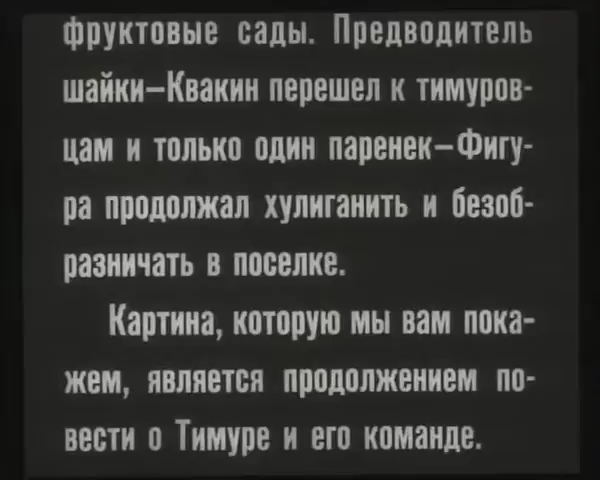 фруктовые сады. Предводитель
шайки—Квакин перешел к тимуров-
цам и только один паренек—Фигу-
ра продолжал хулиганить и безоб-
разничать в поселке.
Картина, которую мы вам пока-
жем, является продолжением по-
вести о Тимуре и его команде.